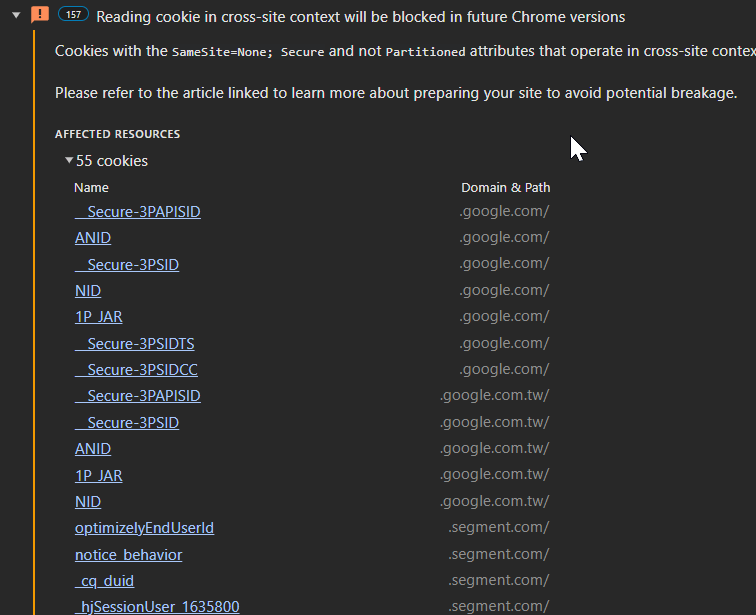 157 Reading cookie in cross-site context will be blocked in future Chrome versions
Cookies with the SameSite=None; Secure and not Partitioned attributes that operate in cross-site contex
Please refer to the article linked to learn more about preparing your site to avoid potential breakage.
AFFECTED RESOURCES
55 cookies
Name Domain & Path
__Secure-3PAPISID .google.com/
ANID .google.com/
__Secure-3PSID .google.com/
NID .google.com/
1P_JAR .google.com/
__Secure-3PSIDTS .google.com/
__Secure-3PSIDCC .google.com/
__Secure-3PAPISID .google.com.tw/
__Secure-3PSID .google.com.tw/
ANID .google.com.tw/
1P_JAR .google.com.tw/
NID .google.com.tw/
optimizelyEndUserId .segment.com/
notice_behavior .segment.com/
_cq_duid .segment.com/
_hjSessionUser_1635800 .segment.com/